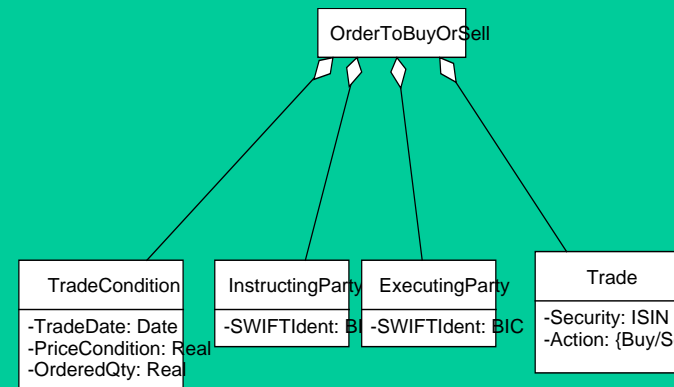 OrderToBuyOrSell
TradeCondition
-TradeDate: Date
-PriceCondition: Real
-OrderedQty: Real
InstructingParty
-SWIFTIdent: BI
ExecutingParty
-SWIFTIdent: BIC
Trade
-Security: ISIN
-Action: {Buy/S